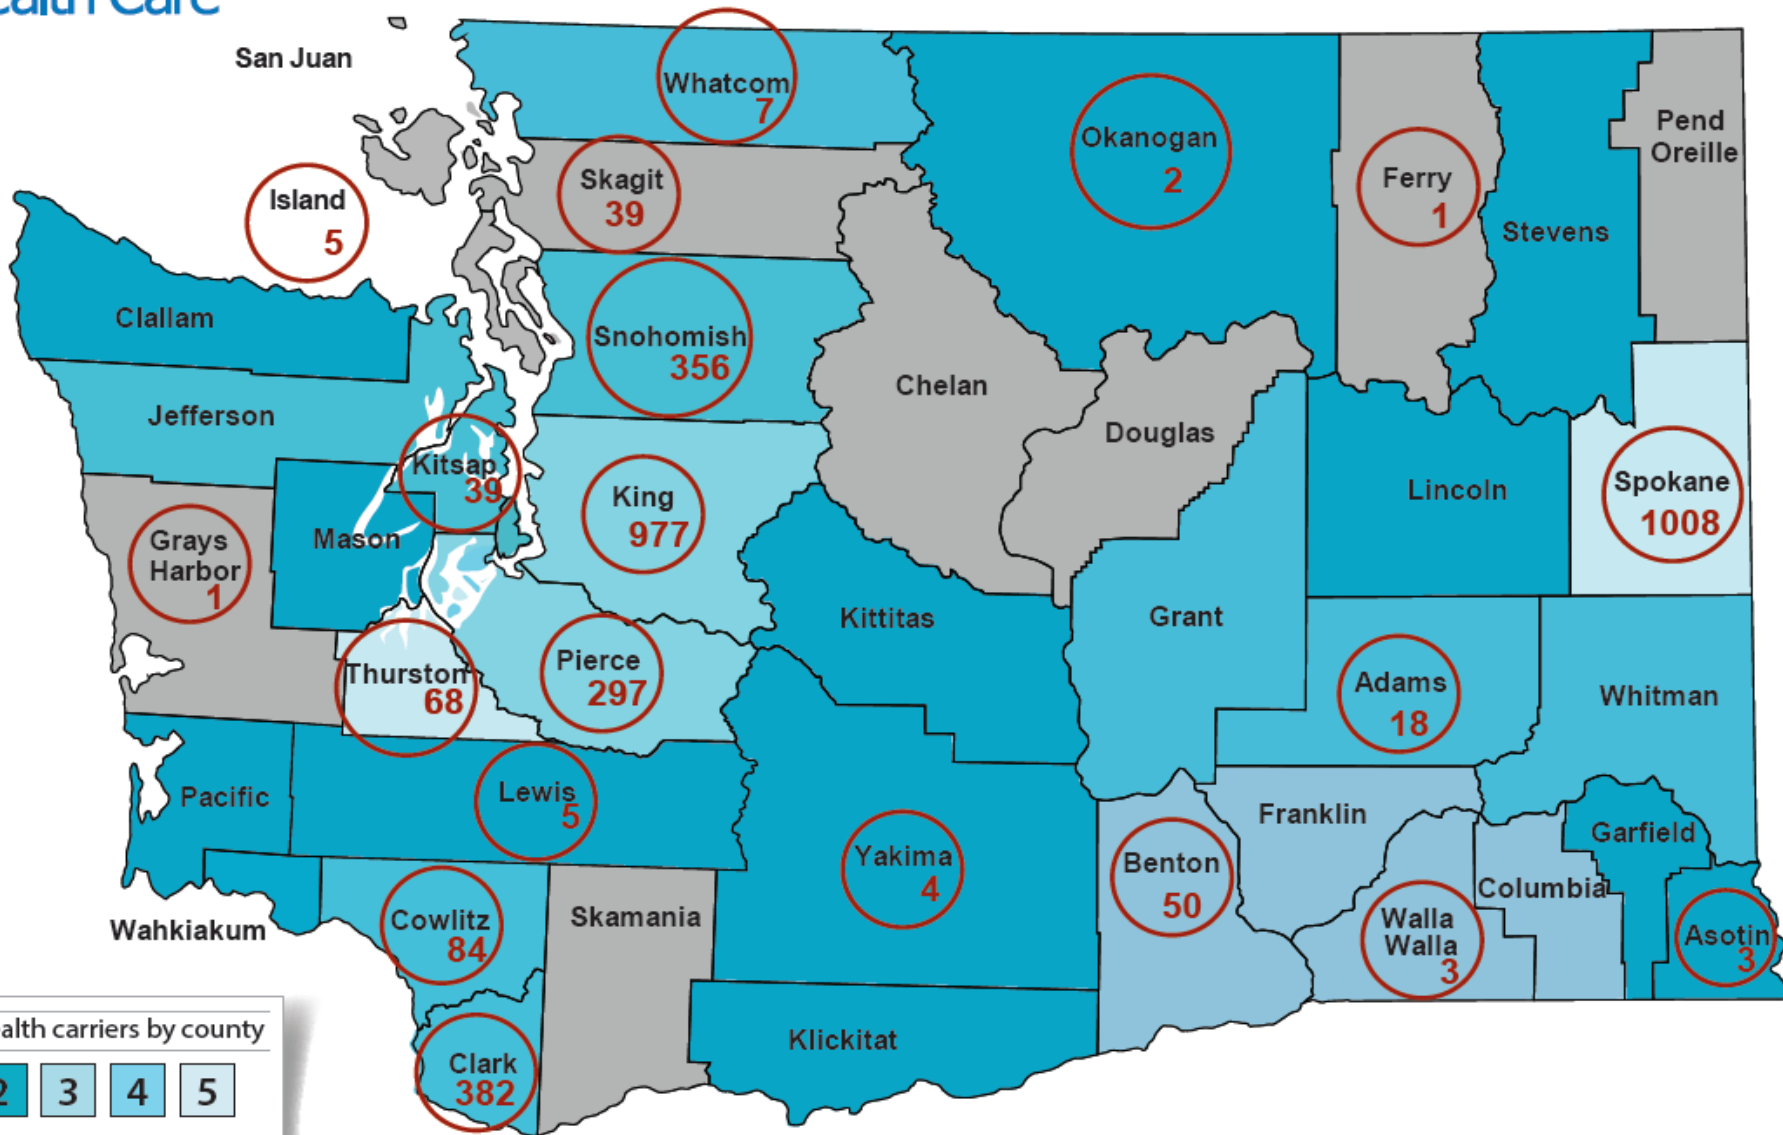 ealth Care
San Juan
Whatcom
7
Okanogan
2
Ferry
1
Stevens
Pend
Oreille
Island
5
Skagit
39
Clallam
Snohomish
356
Chelan
Jefferson
Douglas
Kitsap
39
King
977
Lincoln
Spokane
1008
Grays
Harbor
1
Mason
Kittitas
Grant
Thurston
68
Pierce
297
Adams
18
Whitman
Pacific
Lewis
5
Yakima
4
Benton
50
Franklin
Garfield
Walla
Walla
3
Columbia
Asotin
3
Wahkiakum
Cowlitz
84
Skamania
Klickitat
Clark
382
alth carriers by county
2 3 4 5